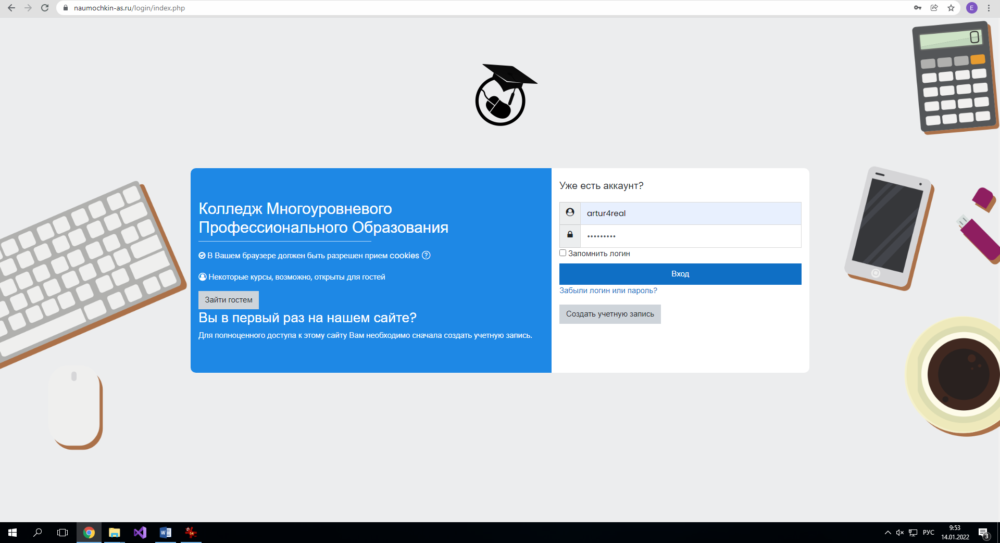 naumochkin-as.ru/login/index.php
E
0
Колледж Многоуровневого
Профессионального Образования
В Вашем браузере должен быть разрешен прием cookies
Некоторые курсы, возможно, открыты для гостей
Зайти гостем
Вы в первый раз на нашем сайте?
Для полноценного доступа к этому сайту Вам необходимо сначала создать учетную запись.
Уже есть аккаунт?
artur4real
•••••••••
Запомнить логин
Вход
Забыли логин или пароль?
Создать учетную запись
W
64
РУС
9:53
14.01.2022
3